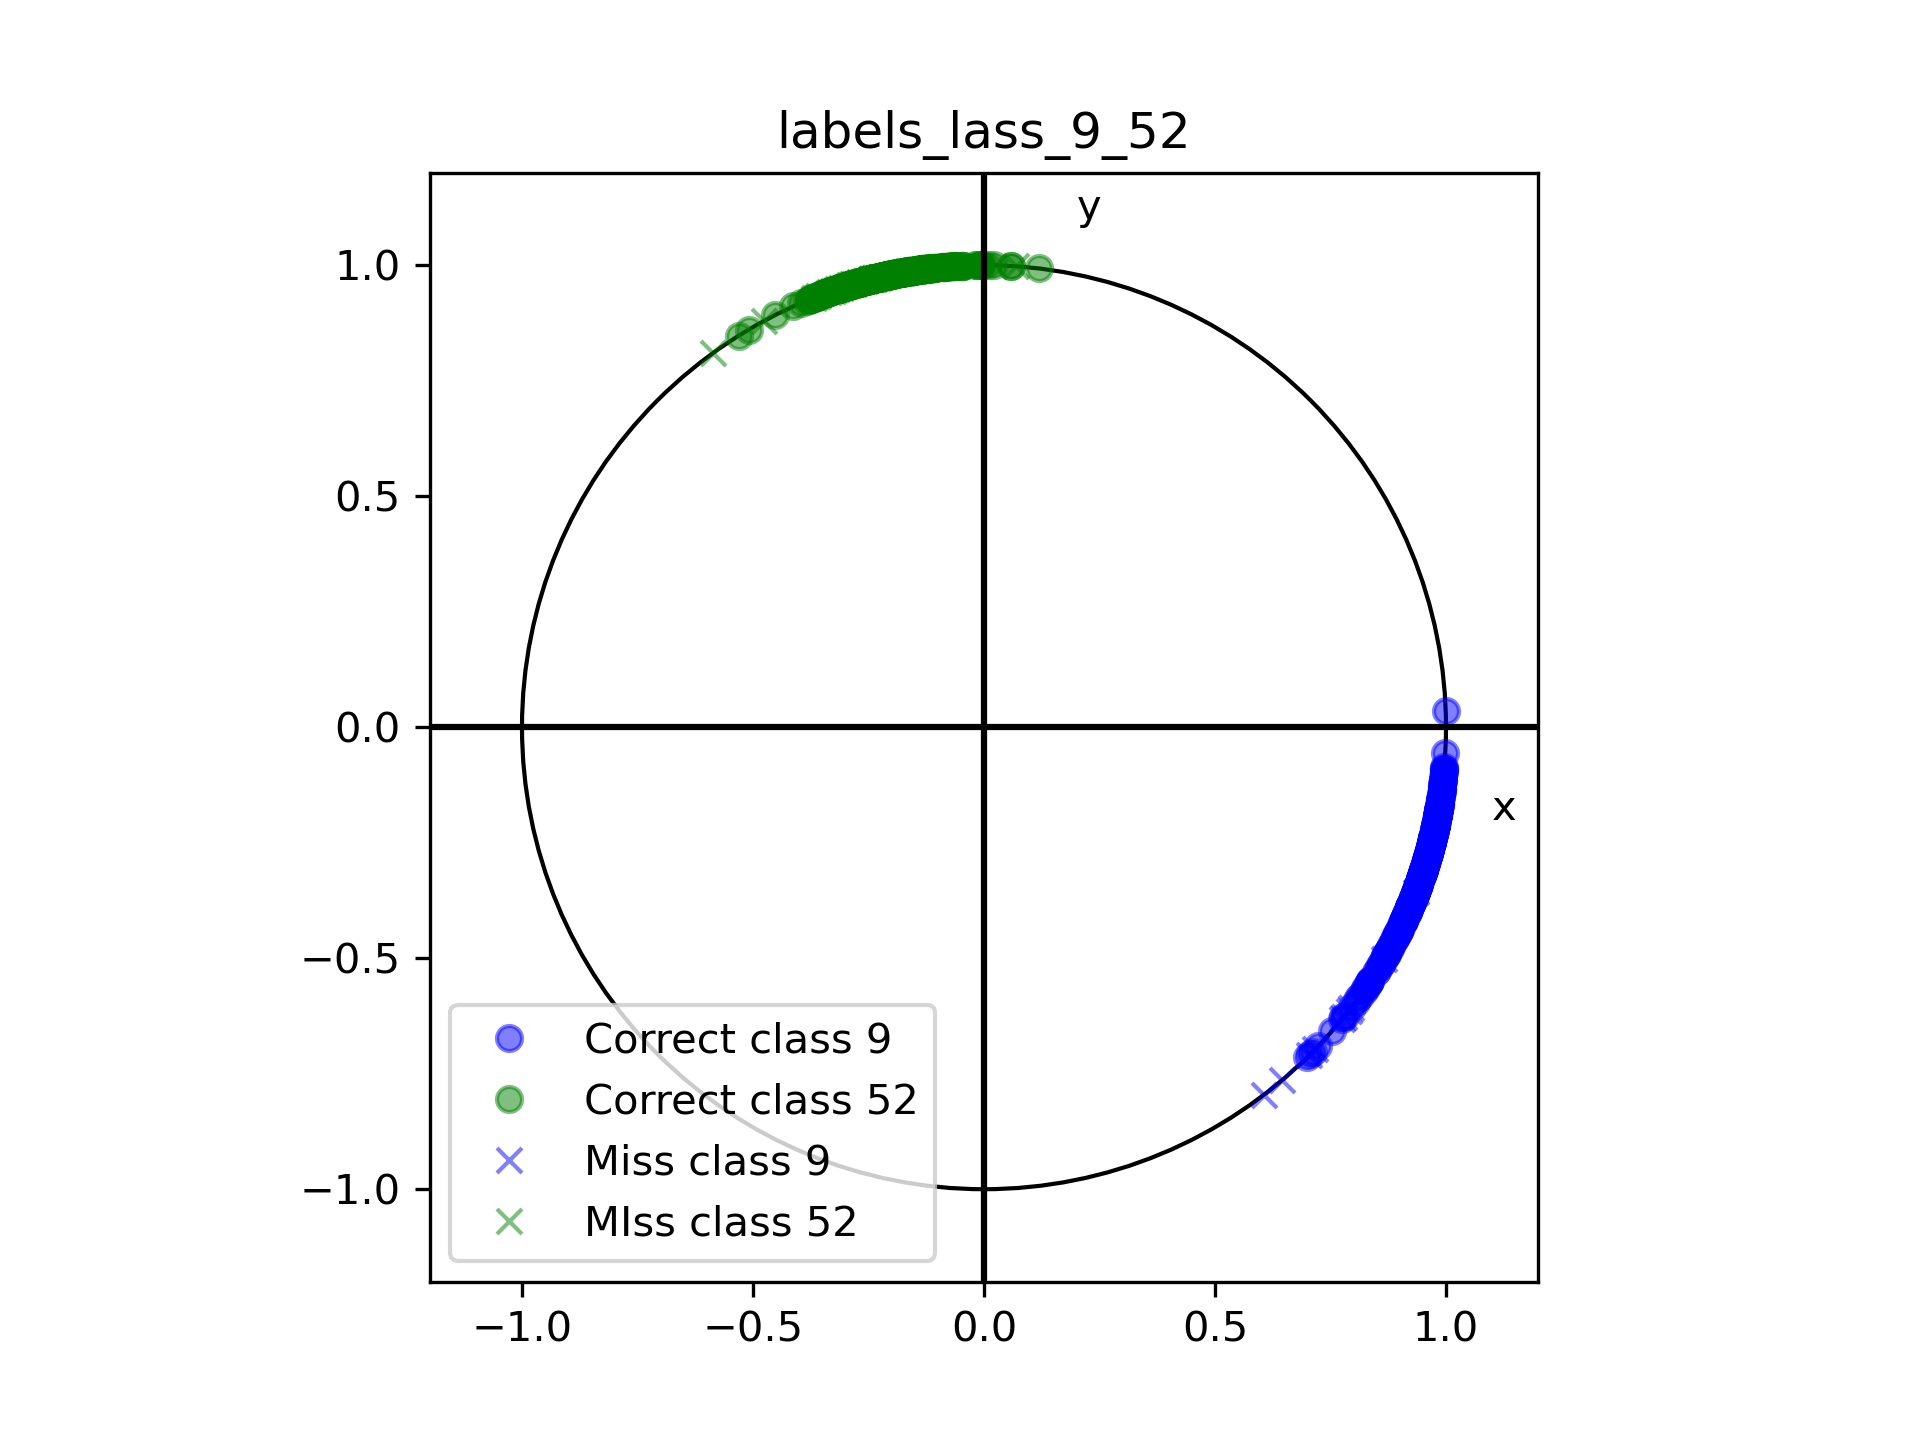 labels_lass_9_52
y
1.0
0.5
0.0
x
−0.5
−1.0
Correct class 9
Correct class 52
Miss class 9
MIss class 52
−1.0 −0.5 0.0 0.5 1.0